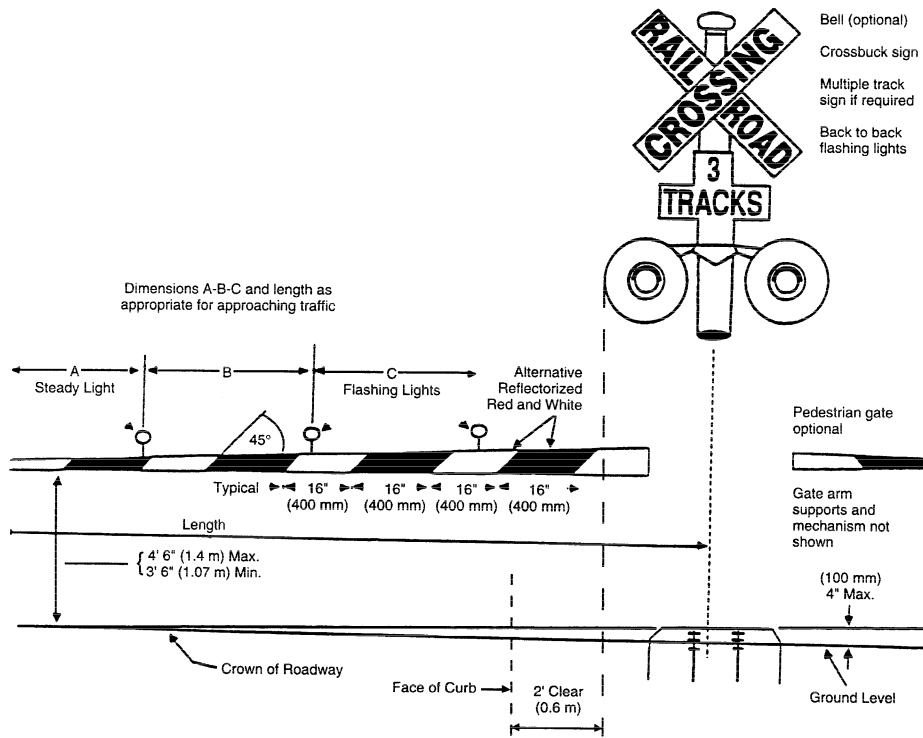 Bell (optional)
Crossbuck sign
Multiple track
sign if required
Back to back
flashing lights
RAIL
ROAD
CROSSING
3
TRACKS
Dimensions A-B-C and length as
appropriate for approaching traffic
A
B
C
Steady Light
Flashing Lights
Alternative
Reflectorized
Red and White
45°
Pedestrian gate
optional
Typical
16" 16" 16" 16"
(400 mm) (400 mm) (400 mm) (400 mm)
Gate arm
supports and
mechanism not
shown
Length
4' 6" (1.4 m) Max.
3' 6" (1.07 m) Min.
(100 mm)
4" Max.
Crown of Roadway
Face of Curb
2' Clear
(0.6 m)
Ground Level